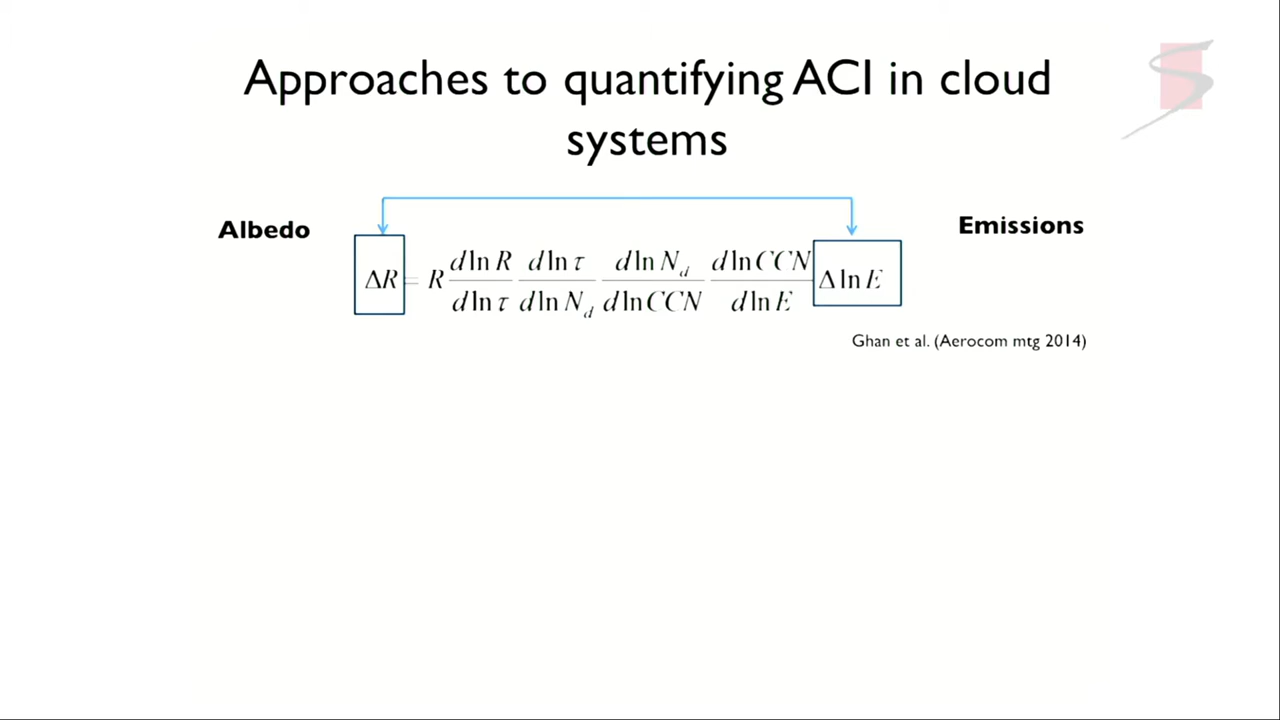 Approaches to quantifying ACI in cloud
systems
Albedo
Emissions
ΔR = R d ln R / d ln τ d ln τ / d ln N_d d ln N_d / d ln CCN d ln CCN / d ln E Δ ln E
Ghan et al. (Aerocom mtg 2014)